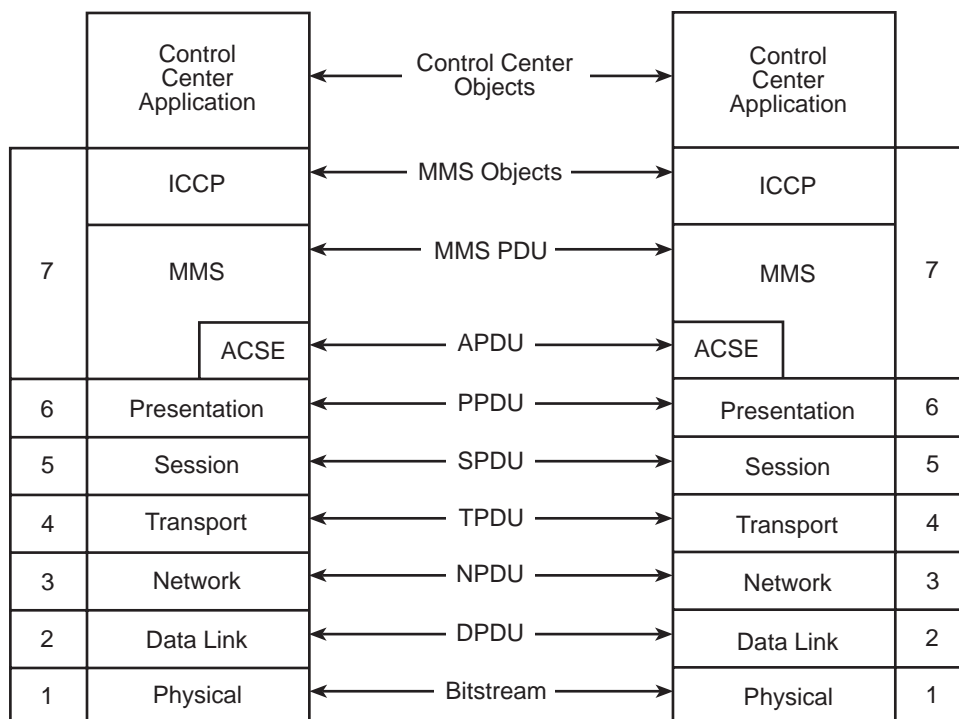 Control
Center
Application
Control Center
Objects
Control
Center
Application
ICCP
MMS Objects
ICCP
7
MMS
MMS PDU
MMS
7
ACSE
APDU
ACSE
6
Presentation
PPDU
Presentation
6
5
Session
SPDU
Session
5
4
Transport
TPDU
Transport
4
3
Network
NPDU
Network
3
2
Data Link
DPDU
Data Link
2
1
Physical
Bitstream
Physical
1